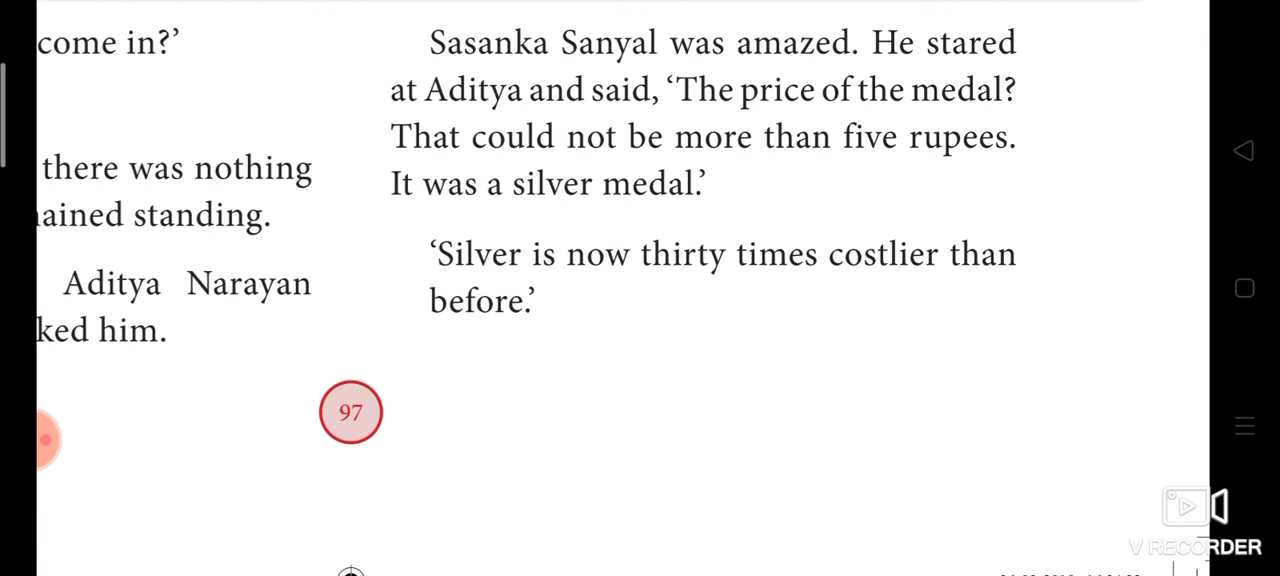 come in?’
there was nothing
ained standing.
Aditya Narayan
ked him.
Sasanka Sanyal was amazed. He stared
at Aditya and said, ‘The price of the medal?
That could not be more than five rupees.
It was a silver medal.’
‘Silver is now thirty times costlier than
before.’
97
V RECORDER